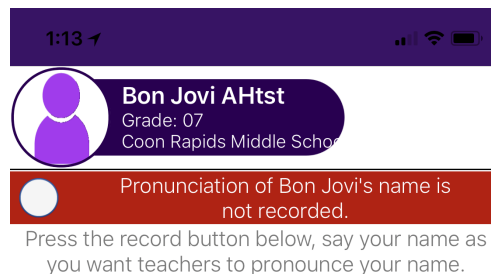 1:13
Bon Jovi AHtst
Grade: 07
Coon Rapids Middle Schoo
Pronunciation of Bon Jovi's name is
not recorded.
Press the record button below, say your name as
you want teachers to pronounce your name.